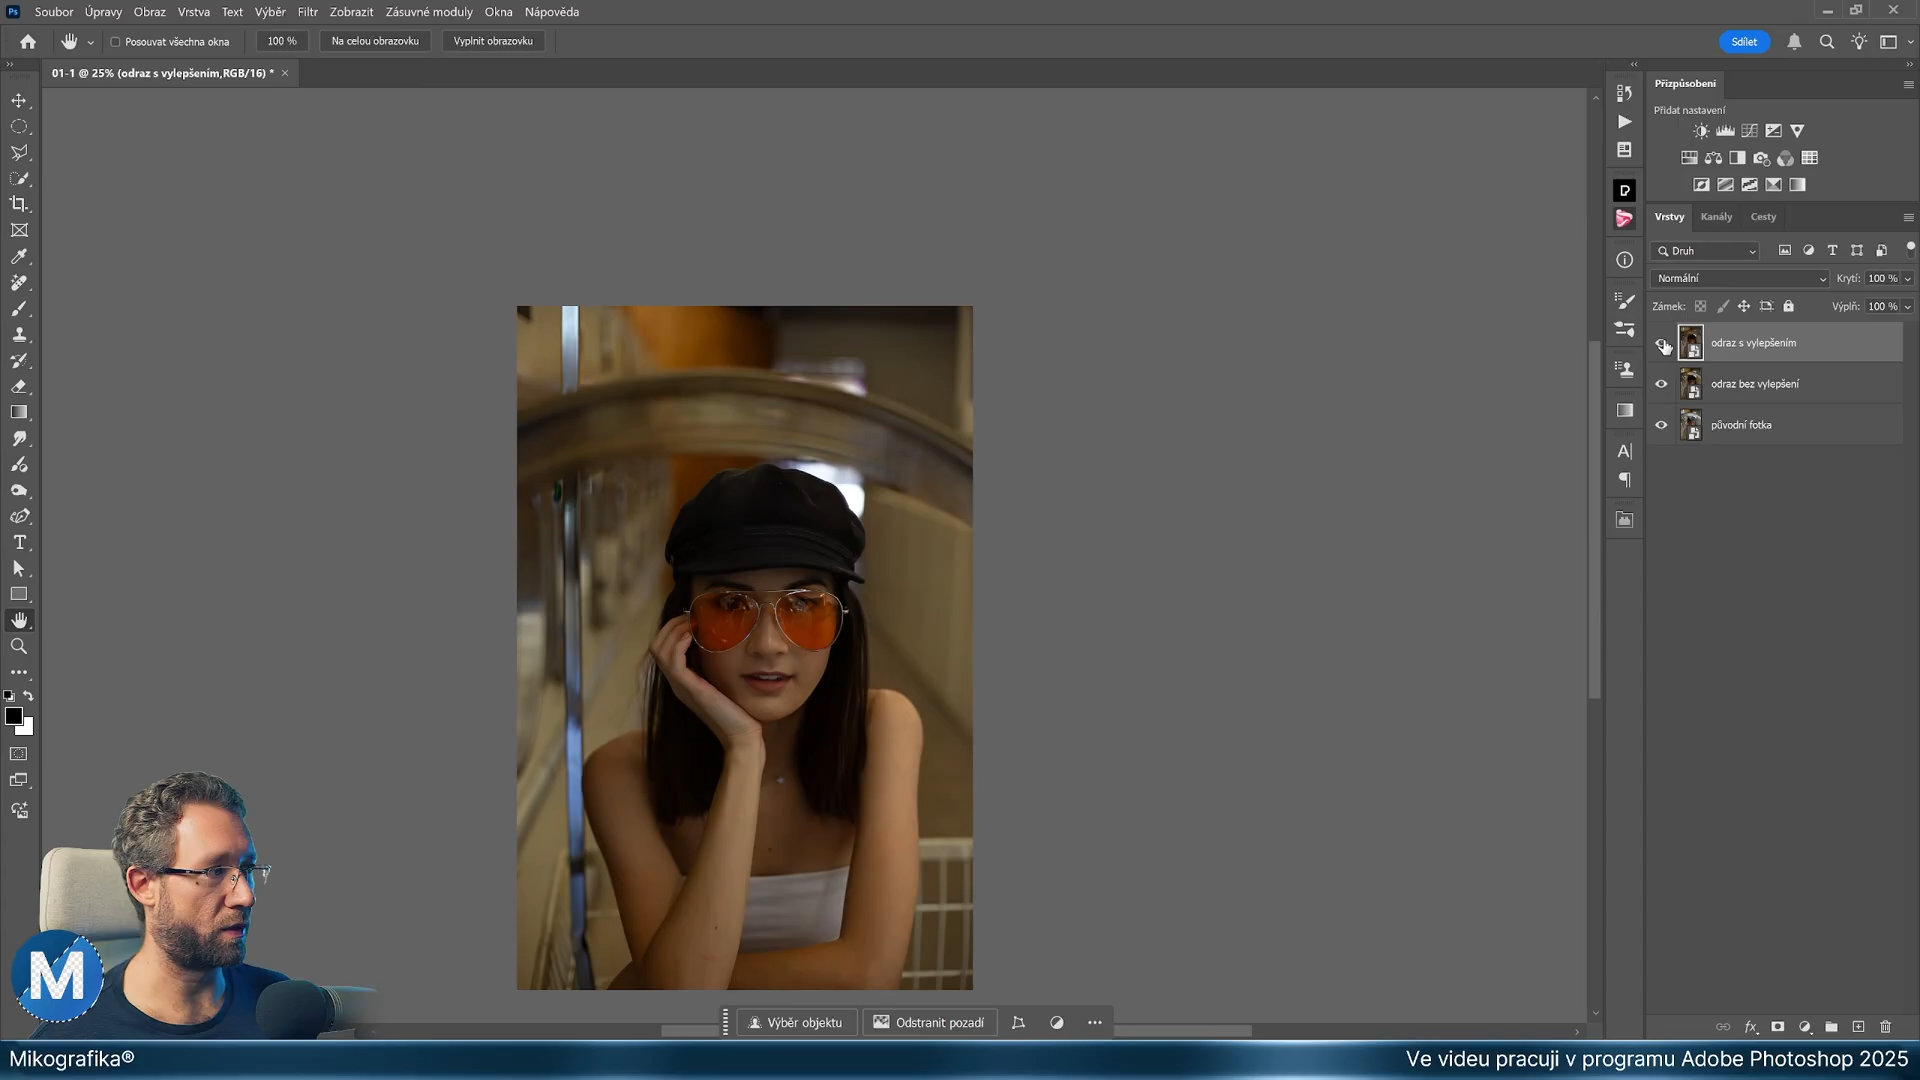 Ps Soubor Úpravy Obraz Vrstva Text Výběr Filtr Zobrazit Zásuvné moduly Okna Nápověda
Posouvat všechna okna 100 % Na celou obrazovku Vyplnit obrazovku Sdílet
01-1 @ 25% (odraz s vylepšením,RGB/16) * ×
Přizpůsobení
Přidat nastavení
Vrstvy Kanály Cesty
Druh
Normální Krytí: 100 %
Zámek: Výplň: 100 %
odraz s vylepšením
odraz bez vylepšení
původní fotka
M
Výběr objektu Odstranit pozadí
Mikografika® Ve videu pracuji v programu Adobe Photoshop 2025